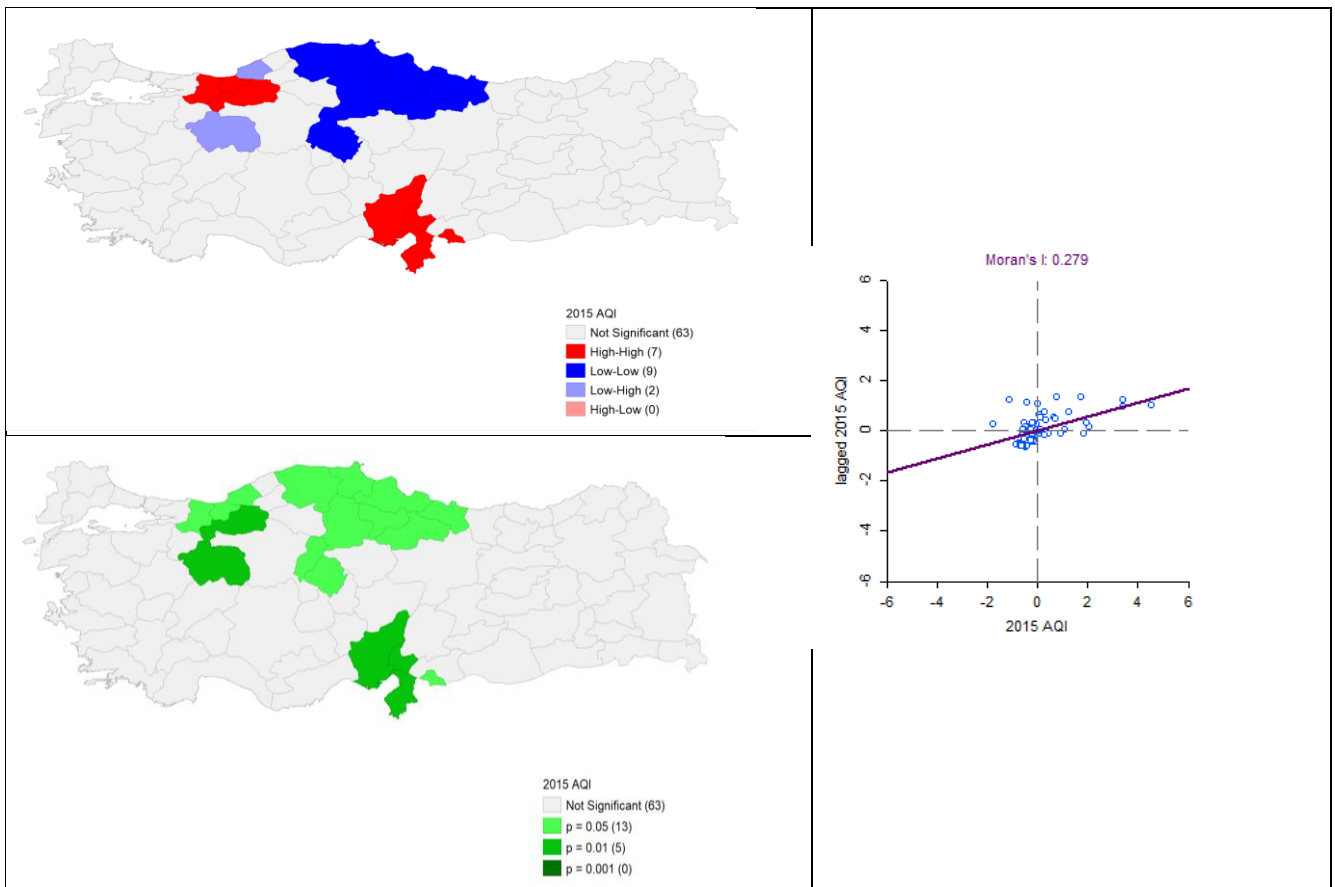 2015 AQI
Not Significant (63)
High-High (7)
Low-Low (9)
Low-High (2)
High-Low (0)
2015 AQI
Not Significant (63)
p = 0.05 (13)
p = 0.01 (5)
p = 0.001 (0)
Moran's I: 0.279
6
4
2
0
-2
-4
-6
lagged 2015 AQI
-6 -4 -2 0 2 4 6
2015 AQI